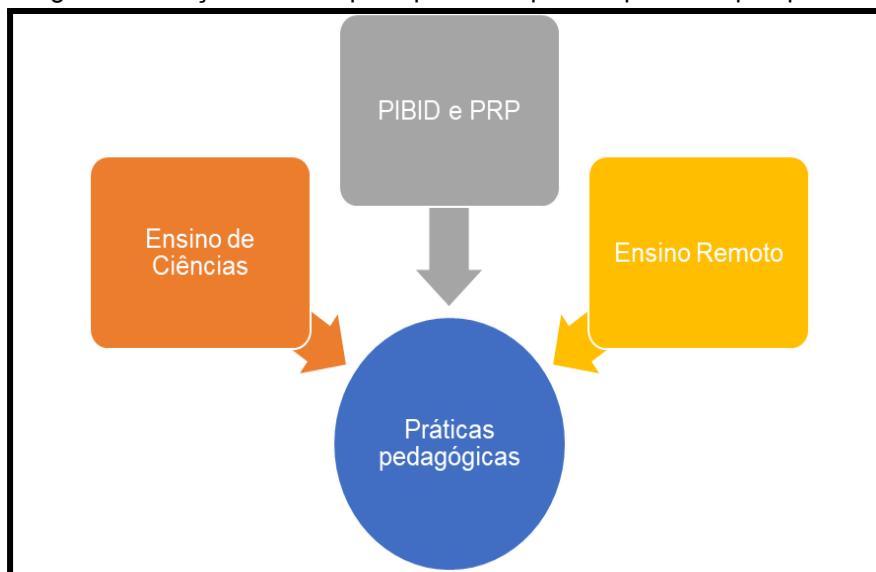 PIBID e PRP
Ensino de
Ciências
Ensino Remoto
Práticas
pedagógicas